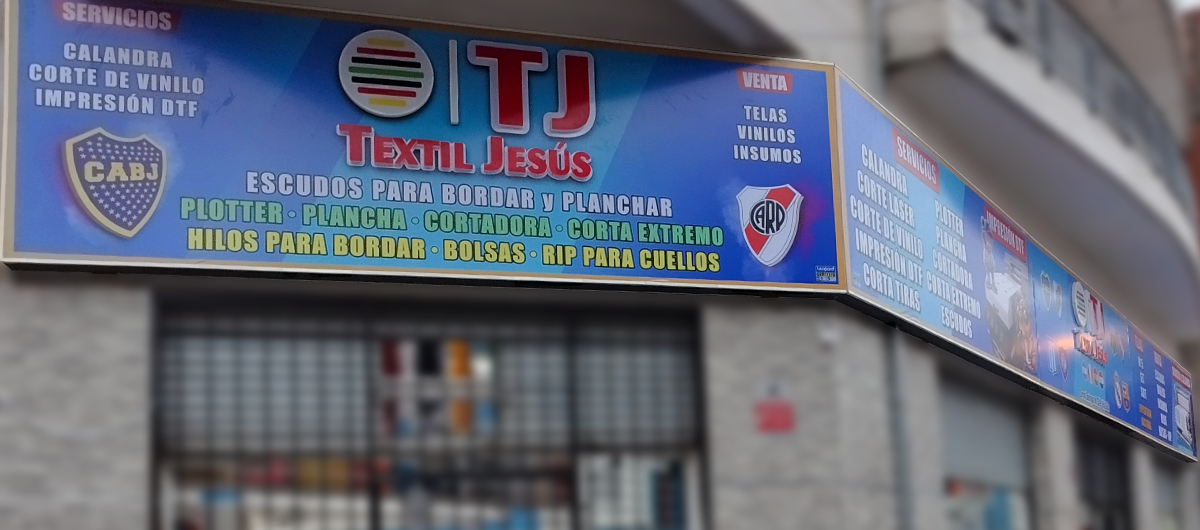 SERVICIOS
CALANDRA
CORTE DE VINILO
IMPRESIÓN DTF
CABJ
TJ
TEXTIL JESÚS
ESCUDOS PARA BORDAR y PLANCHAR
PLOTTER · PLANCHA · CORTADORA · CORTA EXTREMO
HILOS PARA BORDAR · BOLSAS · RIP PARA CUELLOS
VENTA
TELAS
VINILOS
INSUMOS
CARP
SERVICIOS
CALANDRA
CORTE LASER
CORTE DE VINILO
IMPRESIÓN DTF
CORTA TIRAS
PLOTTER
PLANCHA
CORTADORA
CORTA EXTREMO
ESCUDOS
IMPRESIÓN DTF
TJ